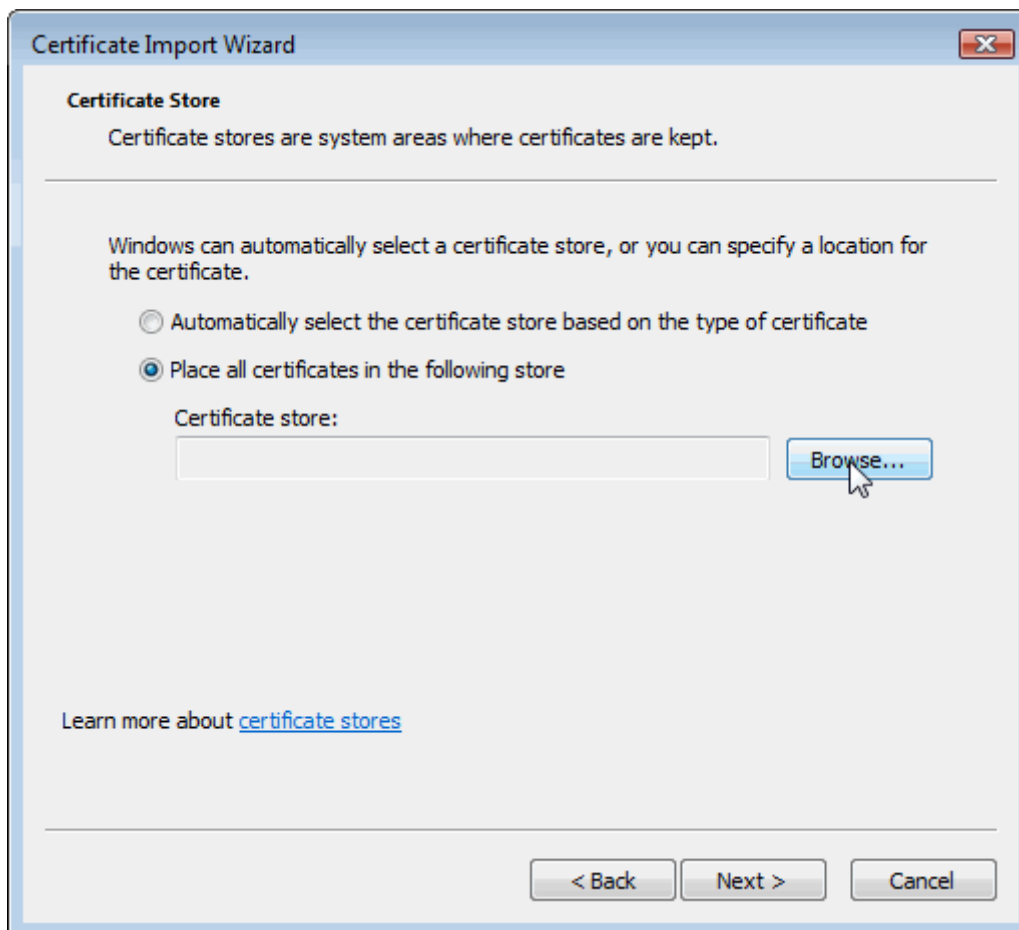 Certificate Import Wizard
Certificate Store
Certificate stores are system areas where certificates are kept.
Windows can automatically select a certificate store, or you can specify a location for
the certificate.
Automatically select the certificate store based on the type of certificate
Place all certificates in the following store
Certificate store:
Browse...
Learn more about certificate stores
< Back
Next >
Cancel